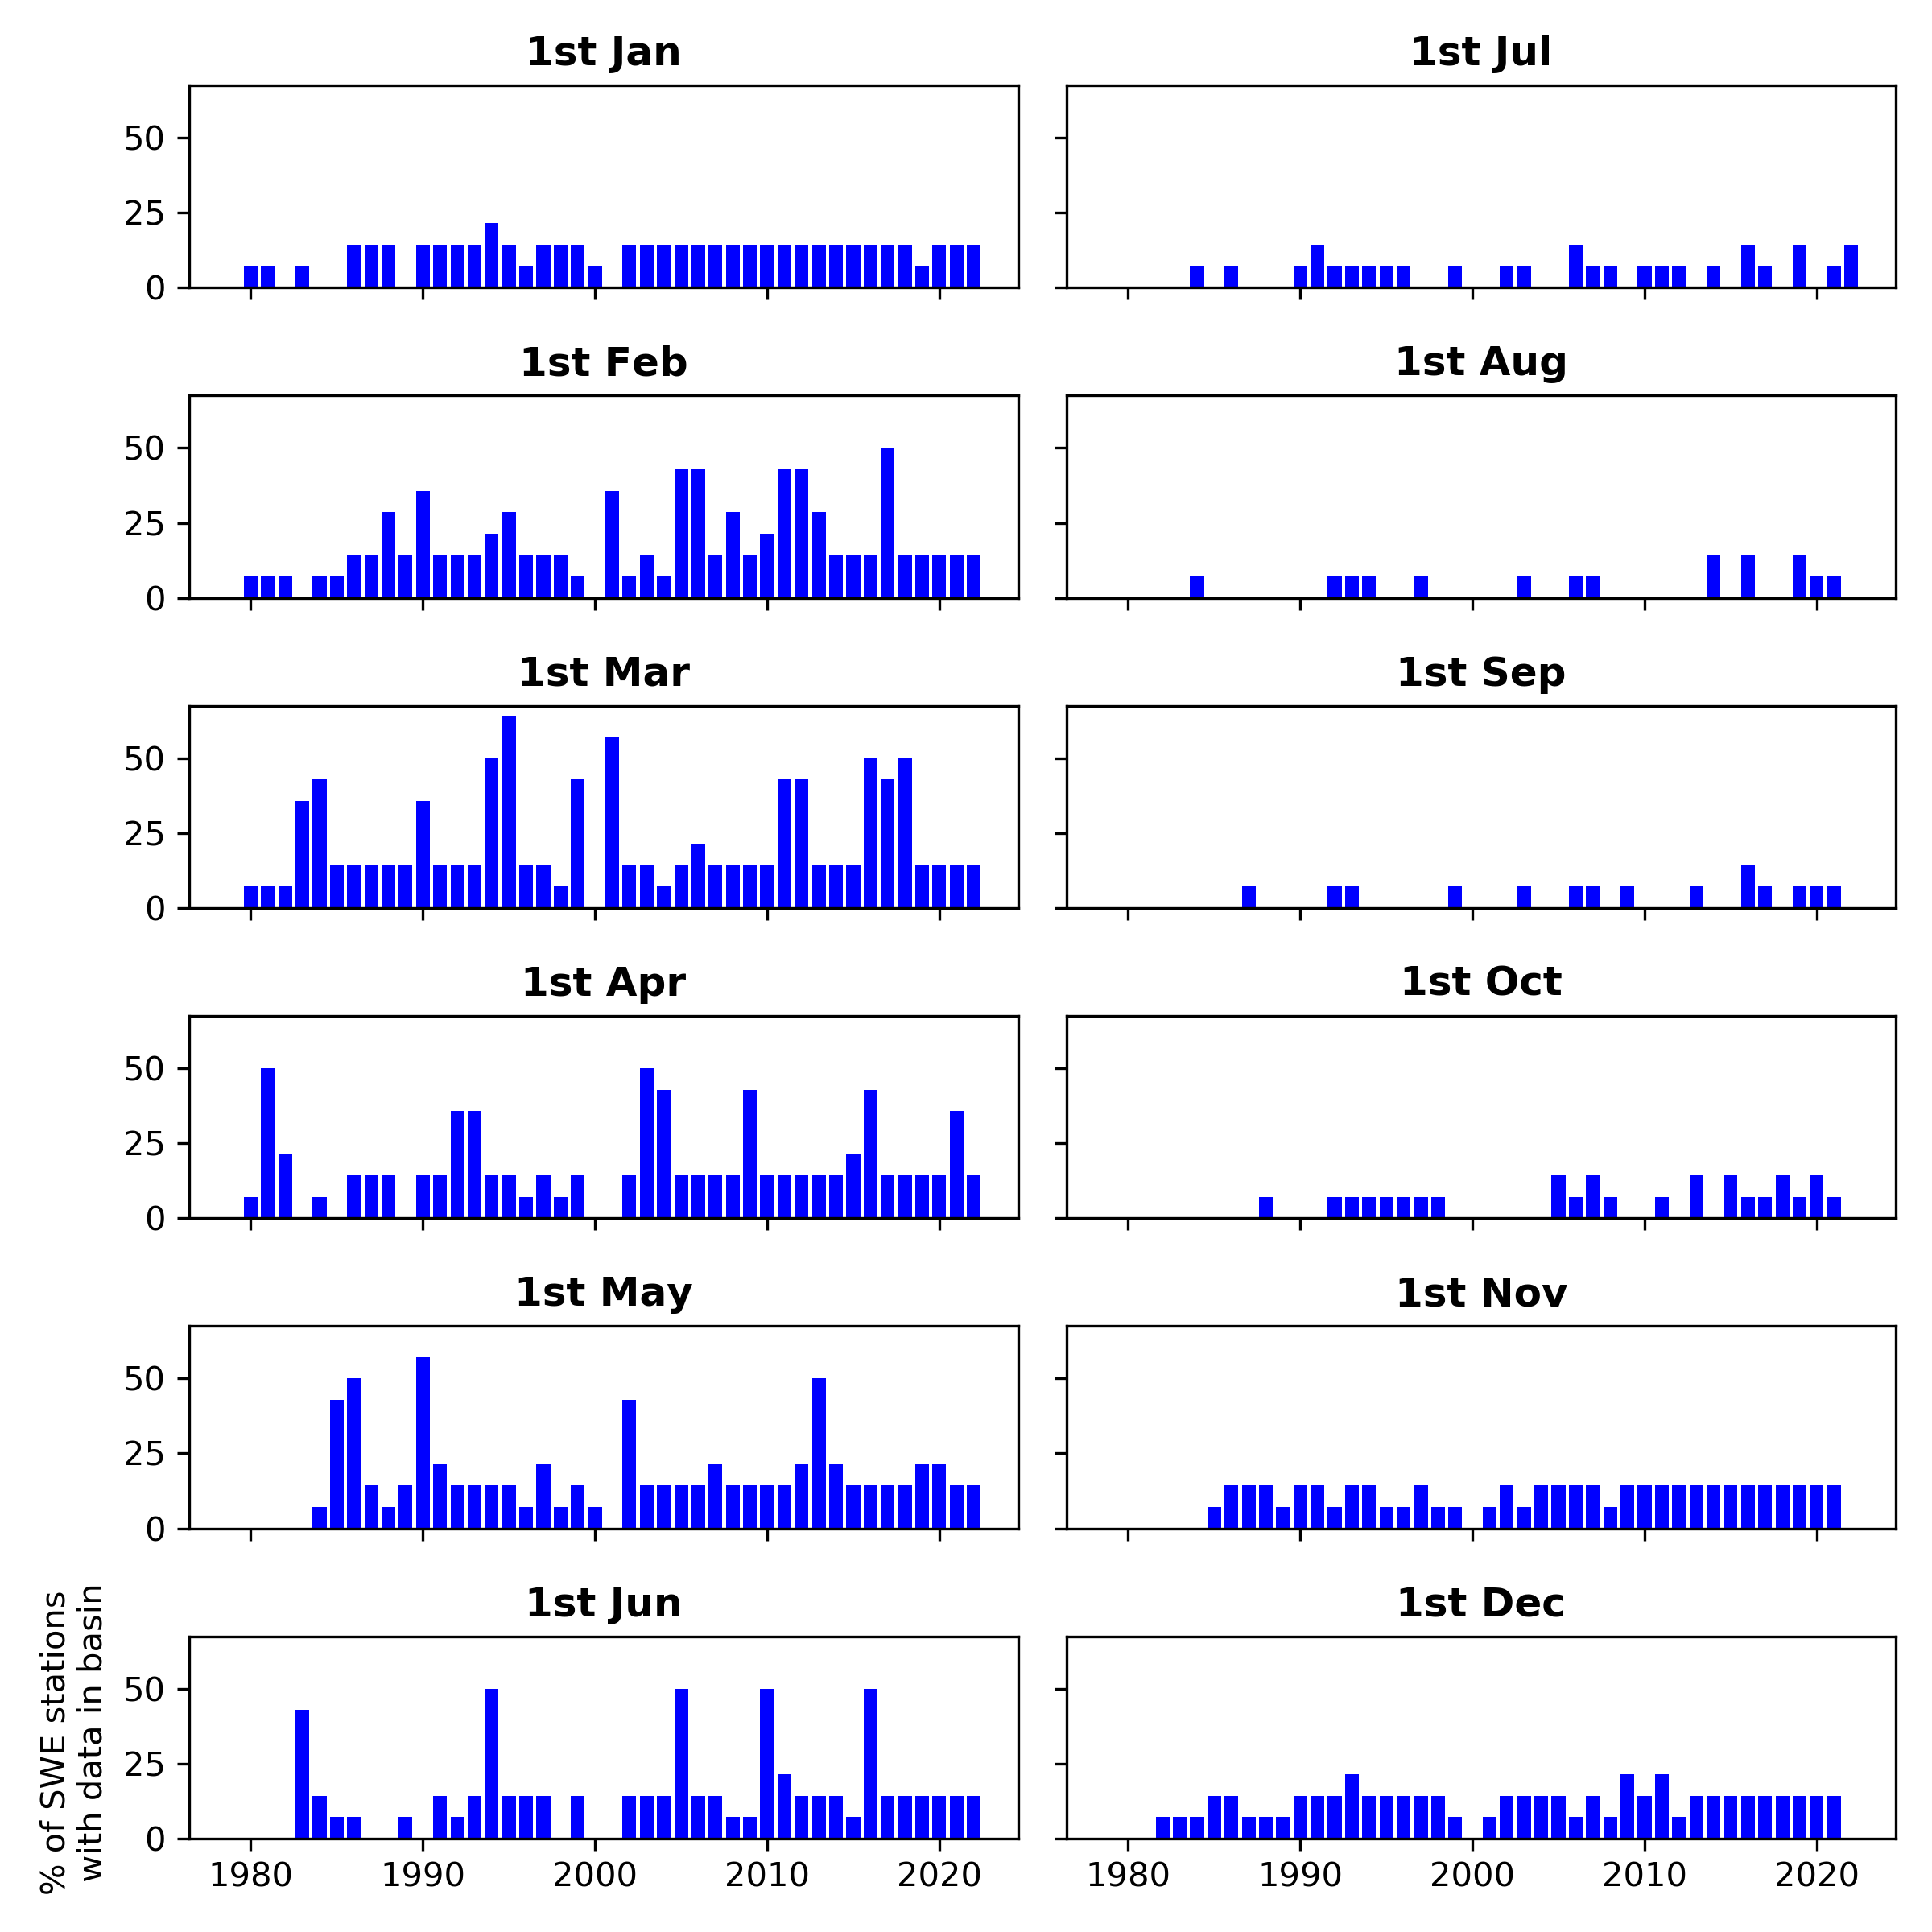 1st Jan
1st Jul
50
25
0
1st Feb
1st Aug
50
25
0
1st Mar
1st Sep
50
25
0
1st Apr
1st Oct
50
25
0
1st May
1st Nov
50
25
0
1st Jun
1st Dec
% of SWE stations
with data in basin
50
25
0
1980 1990 2000 2010 2020
1980 1990 2000 2010 2020